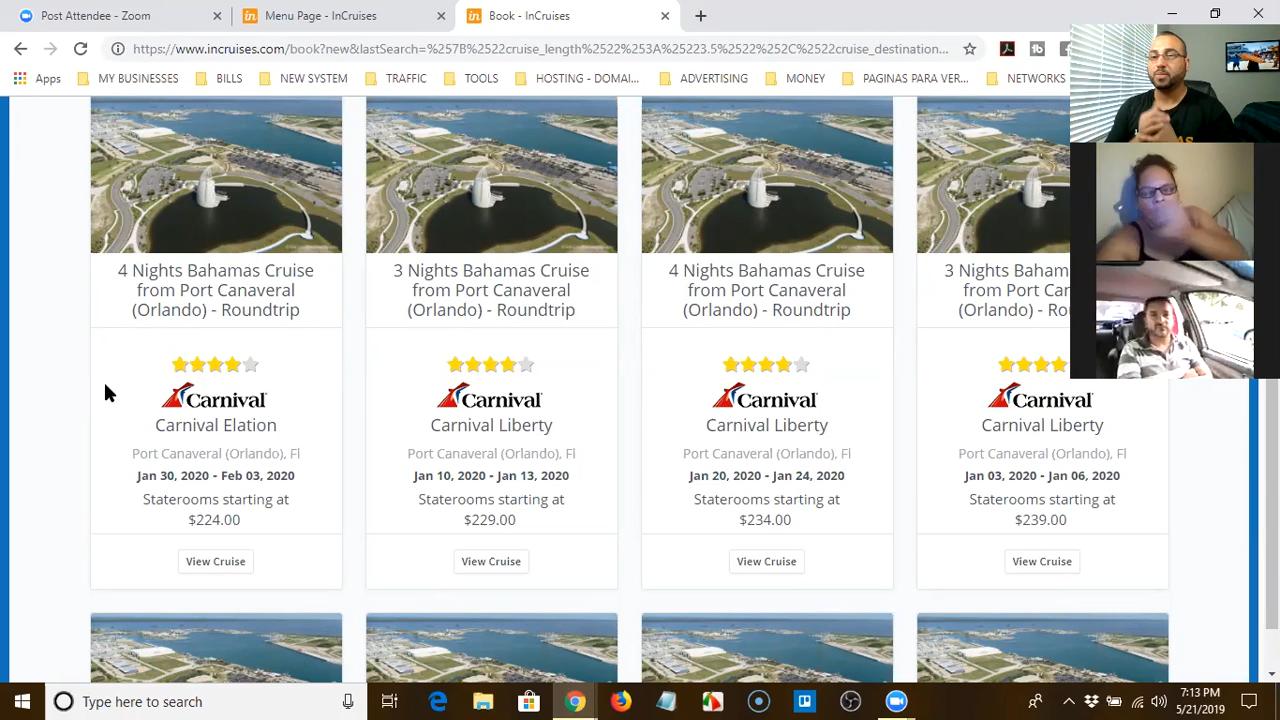 Post Attendee - Zoom
Menu Page - InCruises
Book - InCruises
https://www.incruises.com/book?new&lastSearch=%257B%2522cruise_length%2522%253A%25223.5%2522%252C%2522cruise_destination...
Apps
MY BUSINESSES
BILLS
NEW SYSTEM
TRAFFIC
TOOLS
HOSTING - DOMAI...
ADVERTISING
MONEY
PAGINAS PARA VER...
NETWORKS
4 Nights Bahamas Cruise
from Port Canaveral
(Orlando) - Roundtrip
Carnival
Carnival Elation
Port Canaveral (Orlando), Fl
Jan 30, 2020 - Feb 03, 2020
Staterooms starting at
$224.00
View Cruise
3 Nights Bahamas Cruise
from Port Canaveral
(Orlando) - Roundtrip
Carnival
Carnival Liberty
Port Canaveral (Orlando), Fl
Jan 10, 2020 - Jan 13, 2020
Staterooms starting at
$229.00
View Cruise
4 Nights Bahamas Cruise
from Port Canaveral
(Orlando) - Roundtrip
Carnival
Carnival Liberty
Port Canaveral (Orlando), Fl
Jan 20, 2020 - Jan 24, 2020
Staterooms starting at
$234.00
View Cruise
3 Nights Baham
from Port Ca
(Orlando) - Ro
Carnival
Carnival Liberty
Port Canaveral (Orlando), Fl
Jan 03, 2020 - Jan 06, 2020
Staterooms starting at
$239.00
View Cruise
Type here to search
7:13 PM
5/21/2019